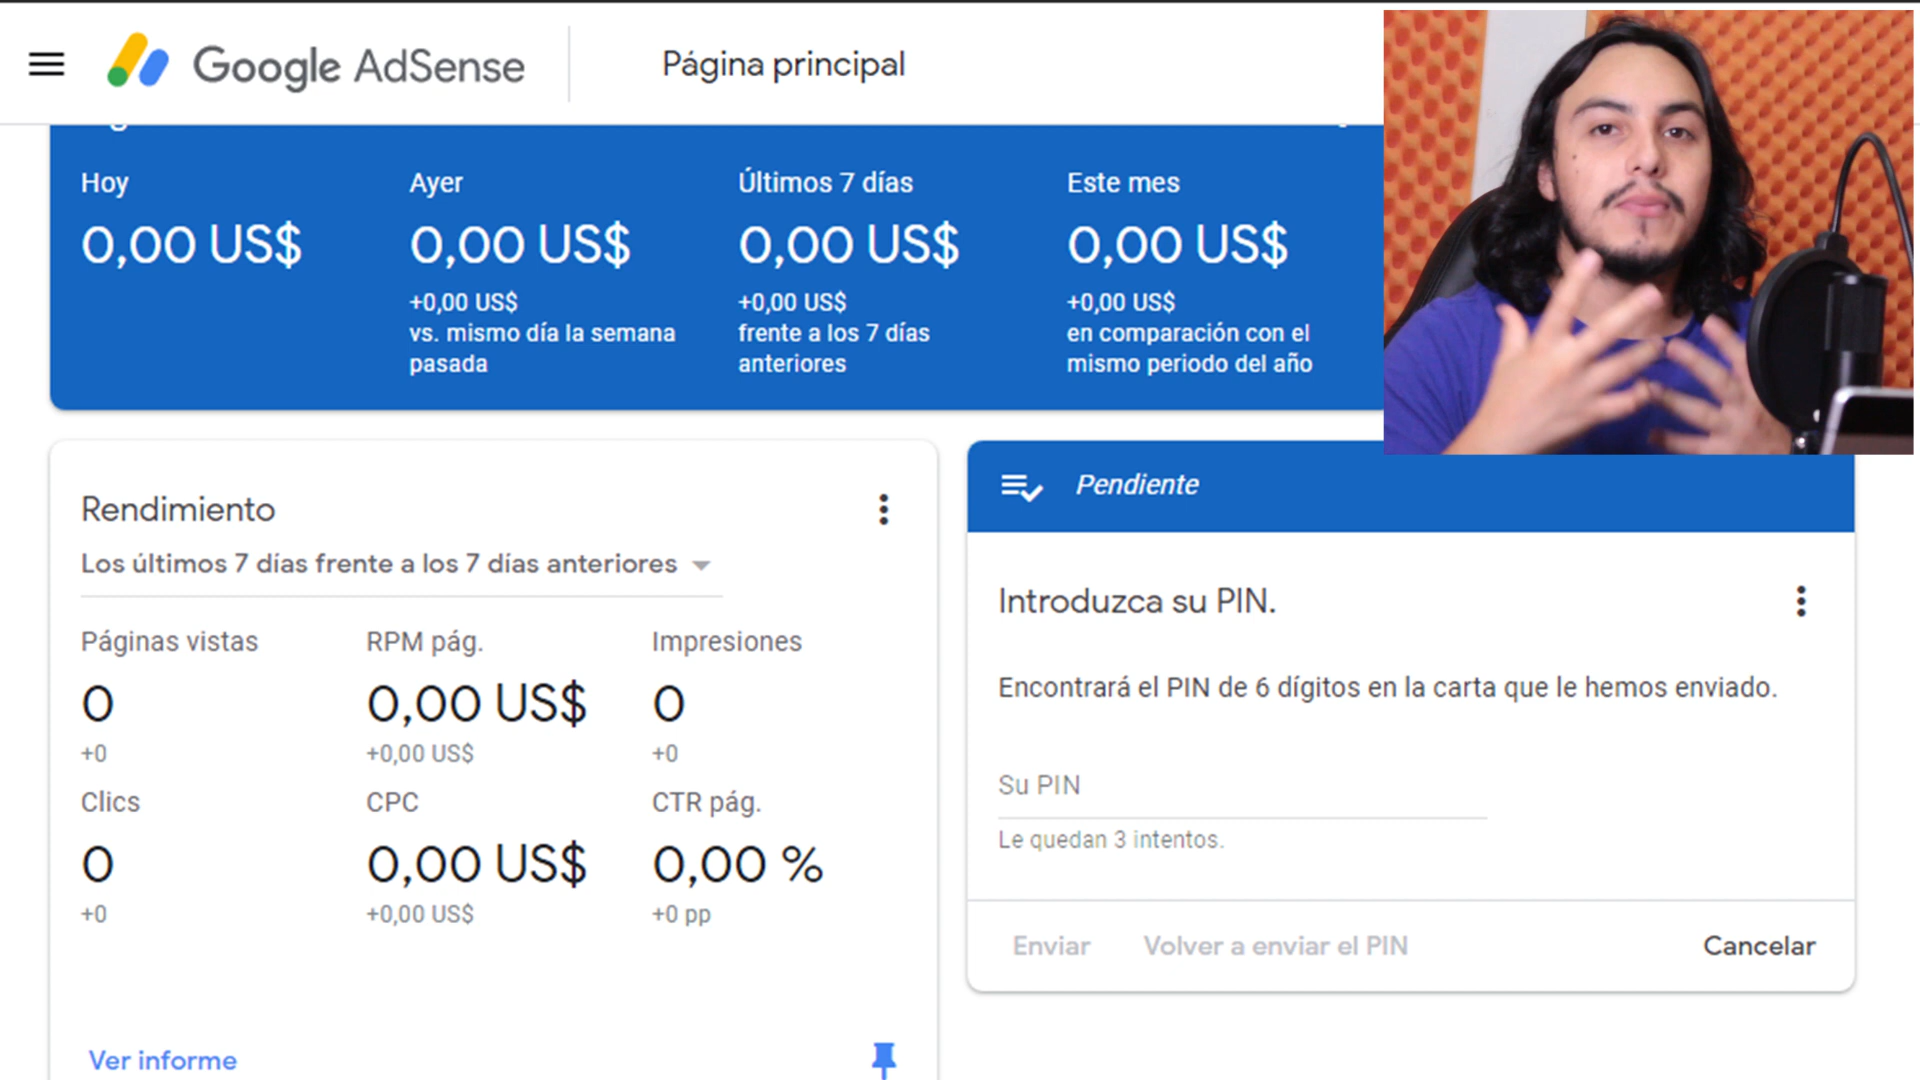 Google AdSense
Página principal
Hoy
0,00 US$
Ayer
0,00 US$
+0,00 US$
vs. mismo día la semana
pasada
Últimos 7 días
0,00 US$
+0,00 US$
frente a los 7 días
anteriores
Este mes
0,00 US$
+0,00 US$
en comparación con el
mismo periodo del año
Rendimiento
Los últimos 7 días frente a los 7 días anteriores
Páginas vistas
0
+0
RPM pág.
0,00 US$
+0,00 US$
Impresiones
0
+0
Clics
0
+0
CPC
0,00 US$
+0,00 US$
CTR pág.
0,00 %
+0 pp
Ver informe
Pendiente
Introduzca su PIN.
Encontrará el PIN de 6 dígitos en la carta que le hemos enviado.
Su PIN
Le quedan 3 intentos.
Enviar
Volver a enviar el PIN
Cancelar